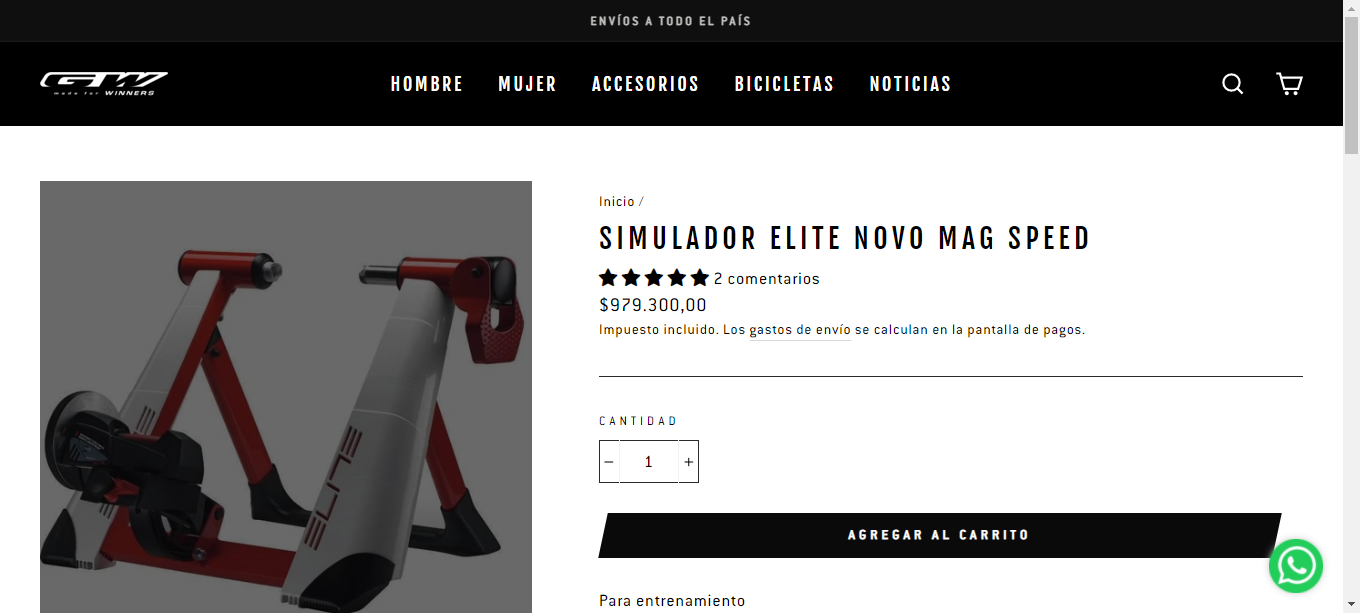 ENVÍOS A TODO EL PAÍS
GW
made for WINNERS
HOMBRE MUJER ACCESORIOS BICICLETAS NOTICIAS
Inicio /
SIMULADOR ELITE NOVO MAG SPEED
2 comentarios
$979.300,00
Impuesto incluido. Los gastos de envío se calculan en la pantalla de pagos.
CANTIDAD
− 1 +
AGREGAR AL CARRITO
Para entrenamiento
ELITE